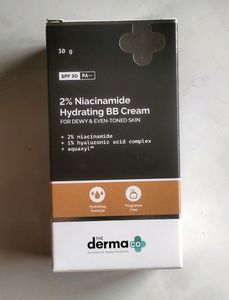 30 g
SPF 30 PA++
2% Niacinamide
Hydrating BB Cream
FOR DEWY & EVEN-TONED SKIN
+ 2% niacinamide
+ 1% hyaluronic acid complex
+ aquaxyl™
Hydrating
Formula
Fragrance
Free
THE
derma co